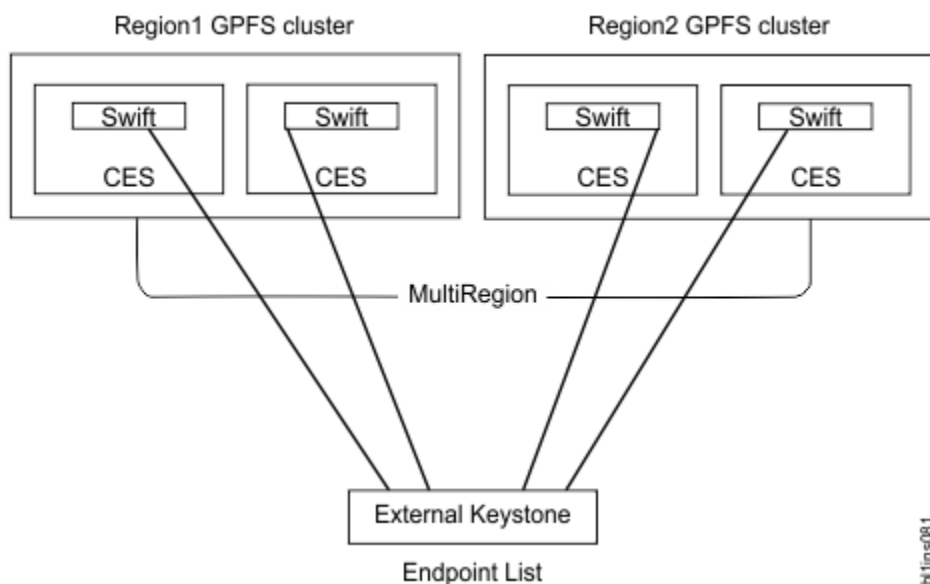 Region1 GPFS cluster
Region2 GPFS cluster
Swift
Swift
Swift
Swift
CES
CES
CES
CES
MultiRegion
External Keystone
Endpoint List